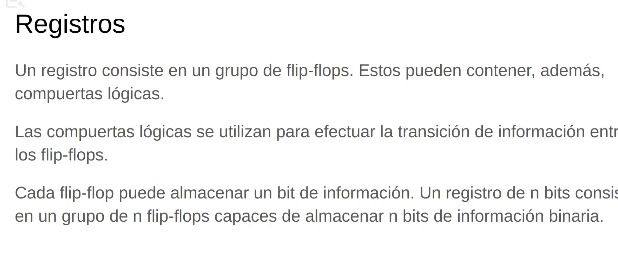 Registros
Un registro consiste en un grupo de flip-flops. Estos pueden contener, además,
compuertas lógicas.
Las compuertas lógicas se utilizan para efectuar la transición de información entr
los flip-flops.
Cada flip-flop puede almacenar un bit de información. Un registro de n bits consis
en un grupo de n flip-flops capaces de almacenar n bits de información binaria.